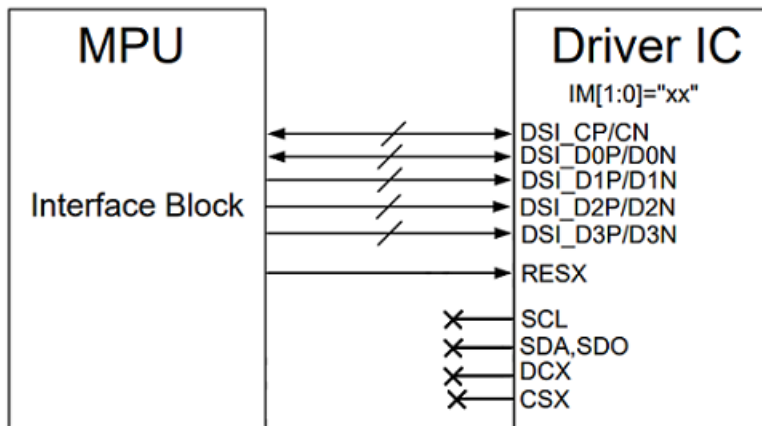 MPU
Interface Block
Driver IC
IM[1:0]="xx"
DSI_CP/CN
DSI_D0P/D0N
DSI_D1P/D1N
DSI_D2P/D2N
DSI_D3P/D3N
RESX
SCL
SDA,SDO
DCX
CSX